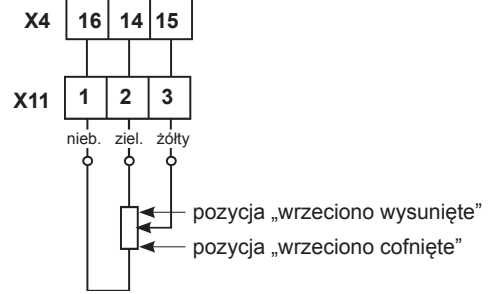 X4 16 14 15
X11 1 2 3
nieb. ziel. żółty
pozycja „wrzeciono wysunięte”
pozycja „wrzeciono cofnięte”